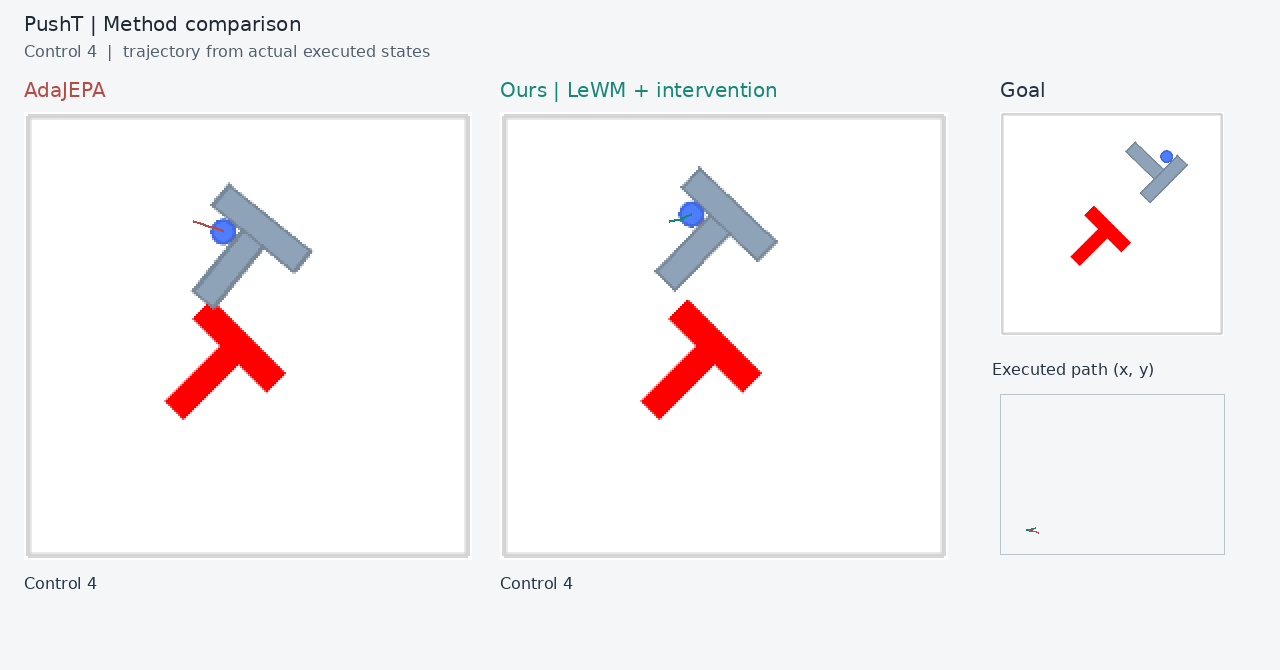 PushT | Method comparison
Control 4 | trajectory from actual executed states
AdaJEPA
Ours | LeWM + intervention
Goal
Executed path (x, y)
Control 4
Control 4